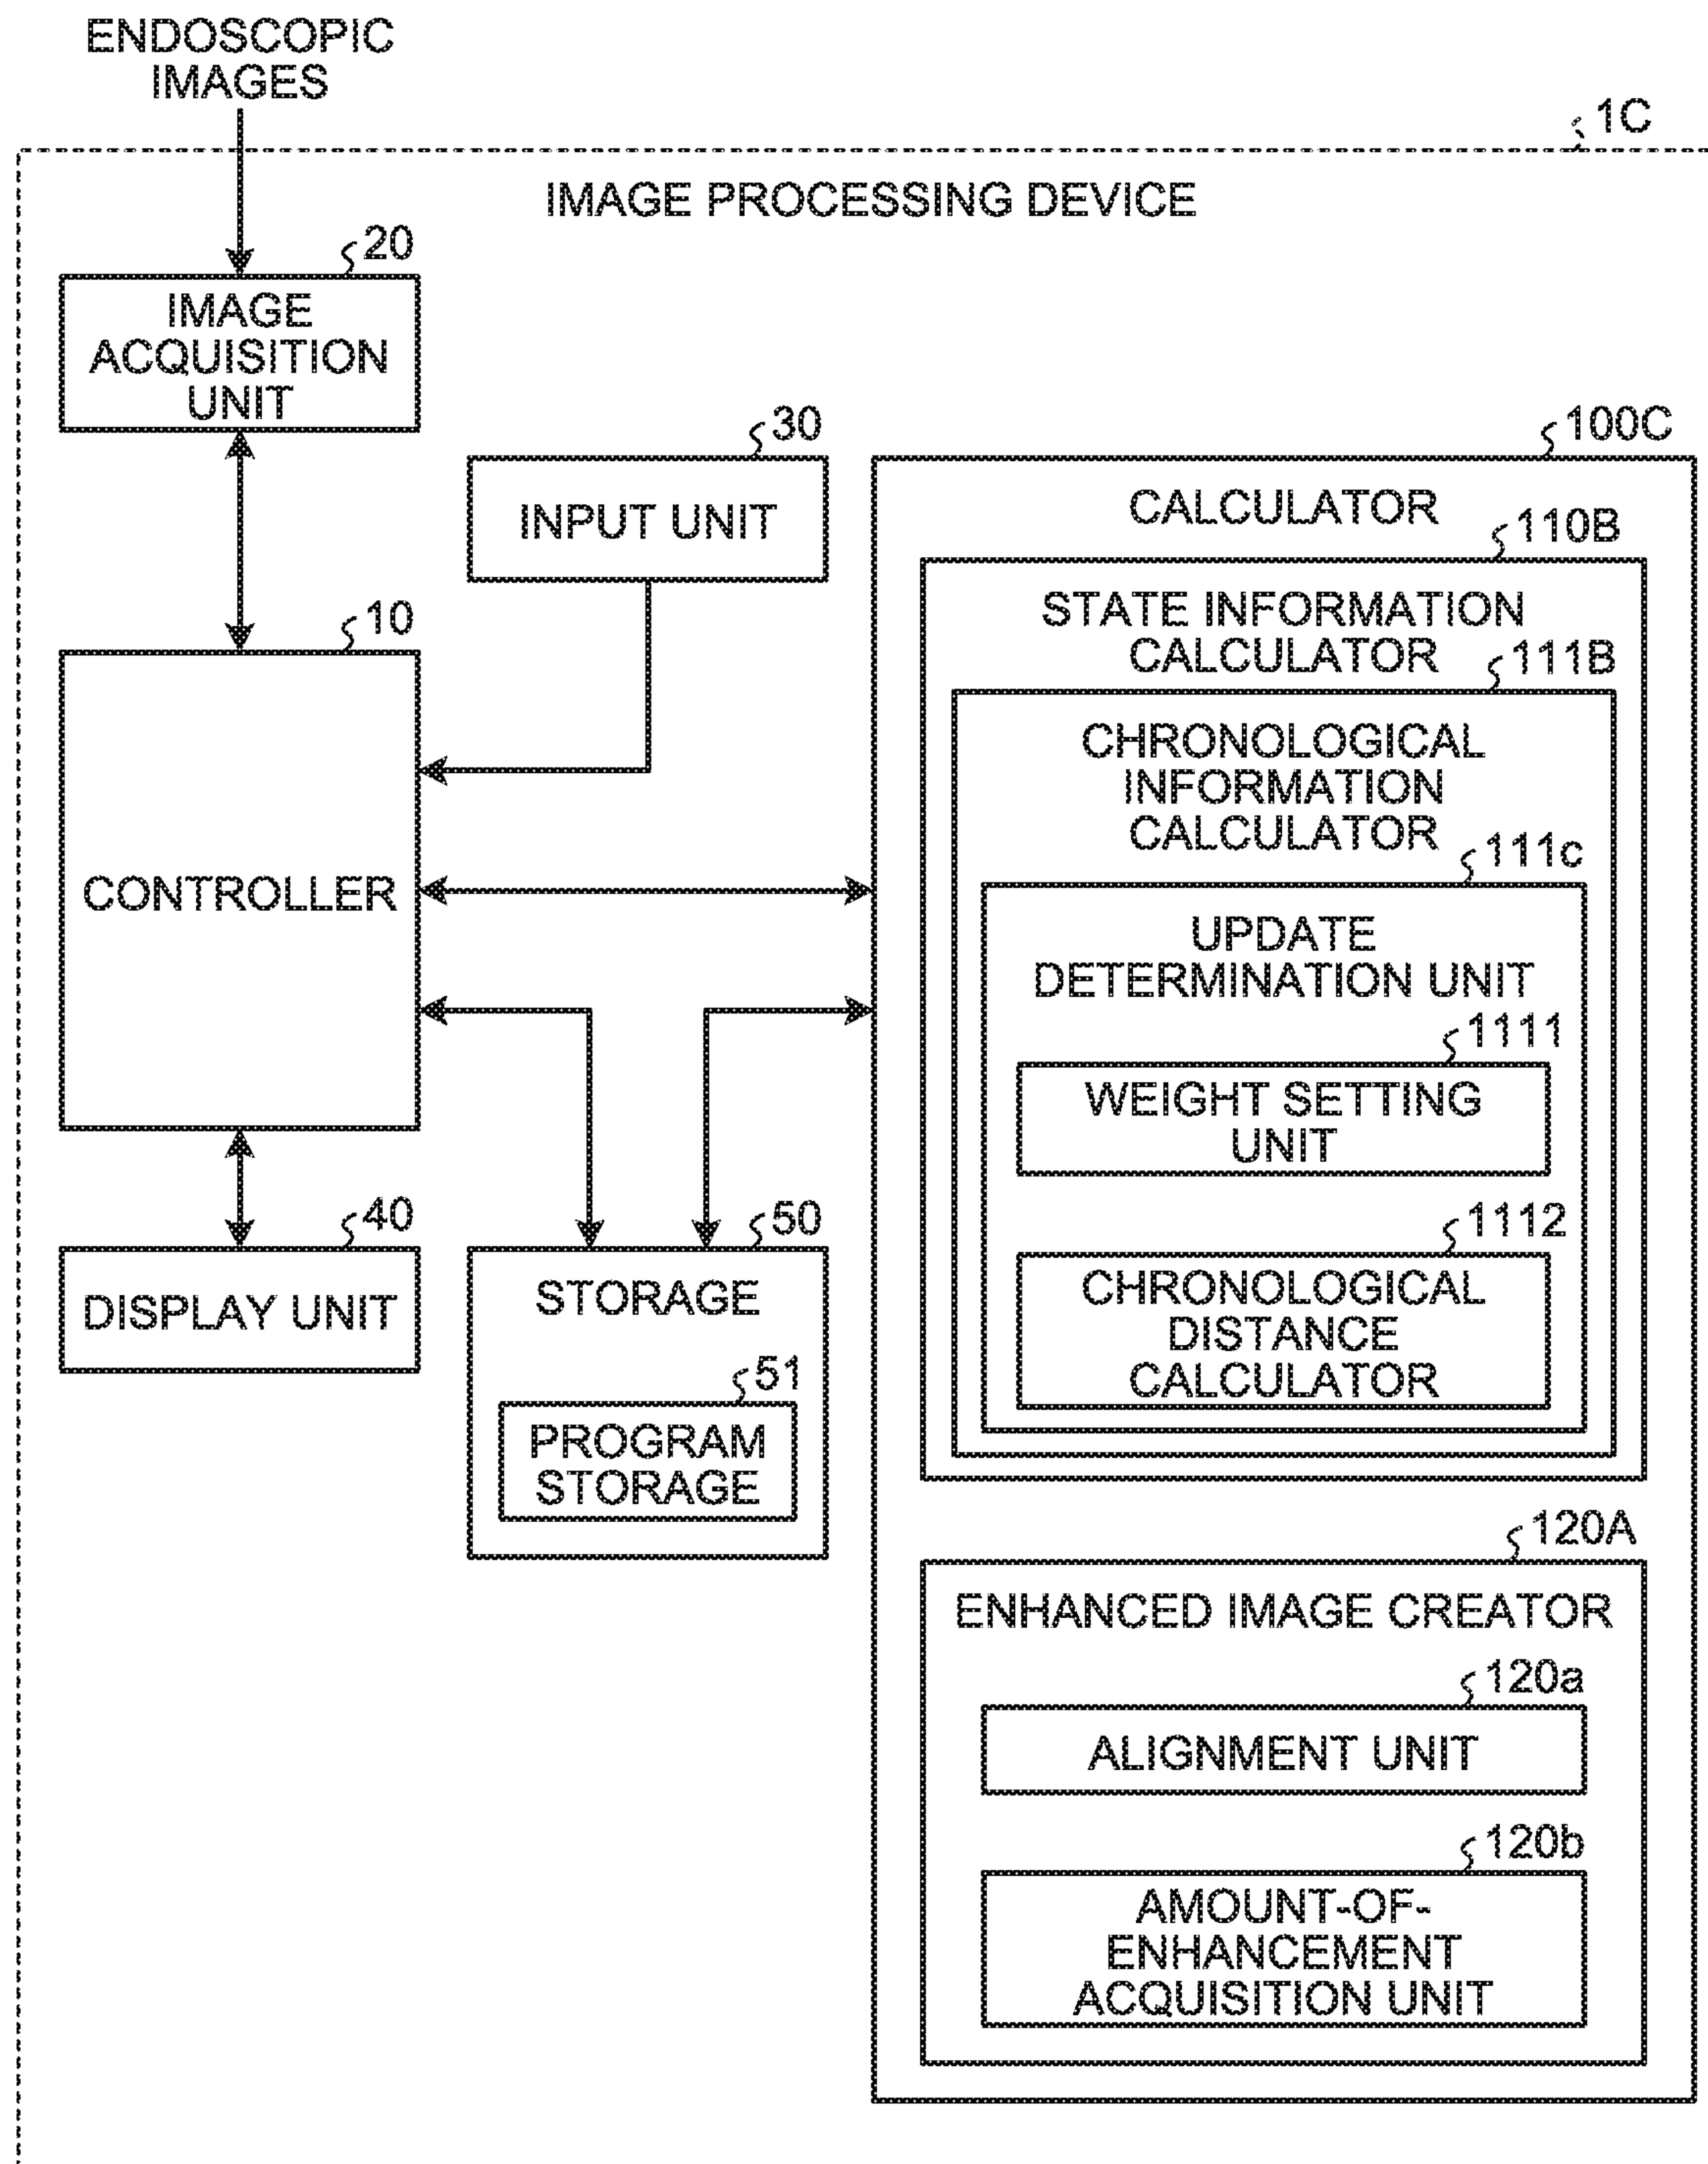 ENDOSCOPIC
IMAGES
1C
IMAGE PROCESSING DEVICE
20
IMAGE
ACQUISITION
UNIT
30
INPUT UNIT
10
CONTROLLER
40
DISPLAY UNIT
50
STORAGE
51
PROGRAM
STORAGE
100C
CALCULATOR
110B
STATE INFORMATION
CALCULATOR
111B
CHRONOLOGICAL
INFORMATION
CALCULATOR
111c
UPDATE
DETERMINATION UNIT
1111
WEIGHT SETTING
UNIT
1112
CHRONOLOGICAL
DISTANCE
CALCULATOR
120A
ENHANCED IMAGE CREATOR
120a
ALIGNMENT UNIT
120b
AMOUNT-OF-
ENHANCEMENT
ACQUISITION UNIT